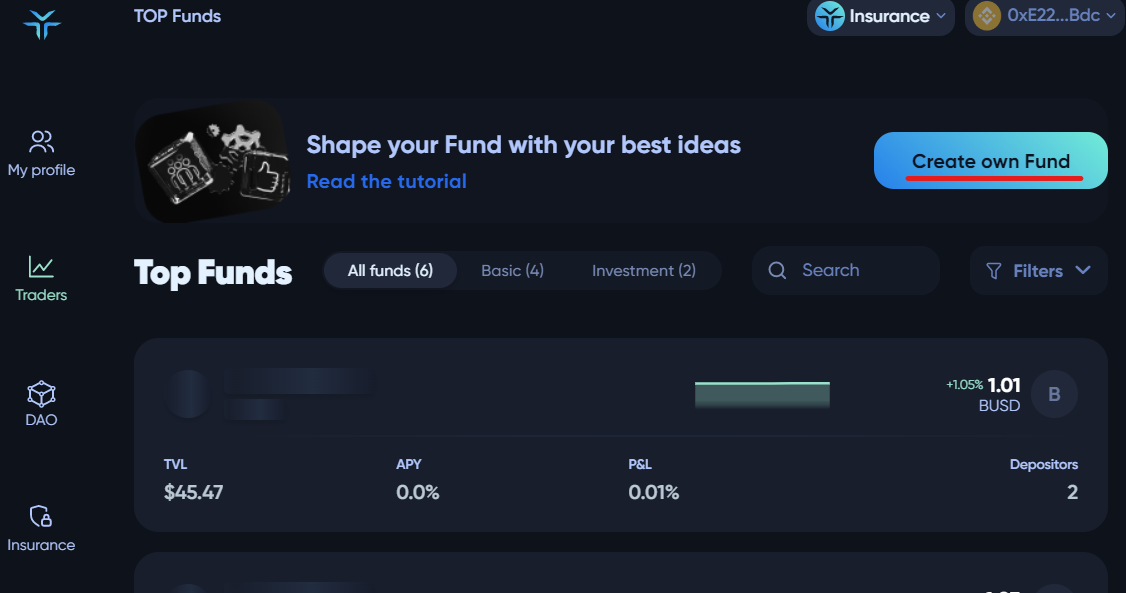 TOP Funds
Insurance
0xE22...Bdc
My profile
Shape your Fund with your best ideas
Read the tutorial
Create own Fund
Traders
Top Funds
All funds (6)
Basic (4)
Investment (2)
Search
Filters
DAO
+1.05% 1.01
BUSD
B
TVL
APY
P&L
Depositors
$45.47
0.0%
0.01%
2
Insurance